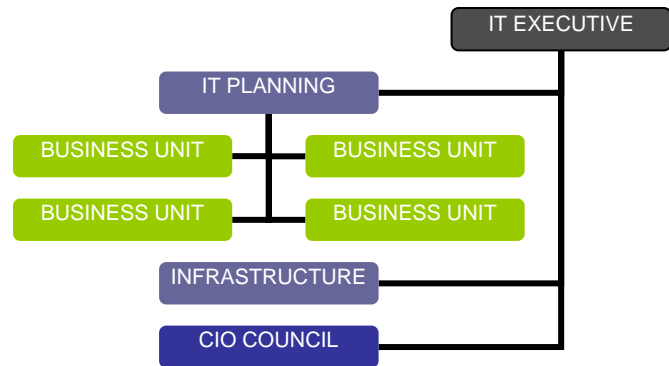 IT EXECUTIVE
IT PLANNING
BUSINESS UNIT
BUSINESS UNIT
BUSINESS UNIT
BUSINESS UNIT
INFRASTRUCTURE
CIO COUNCIL